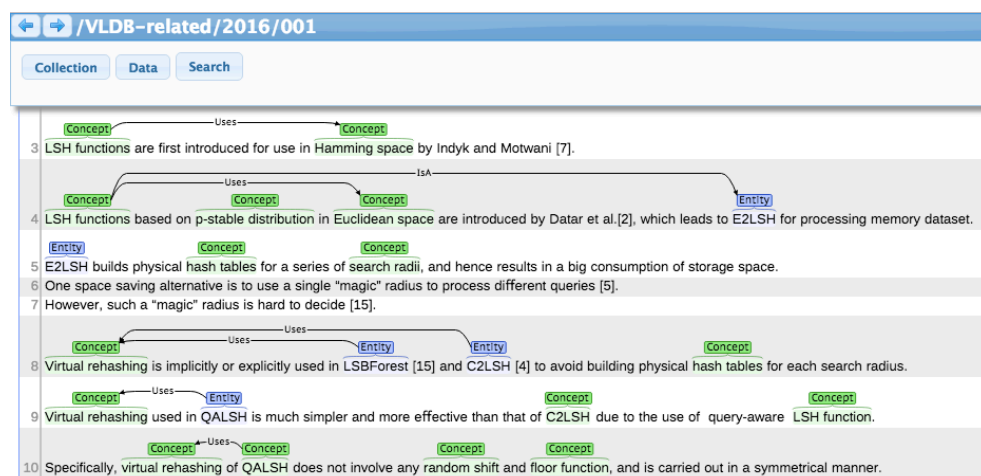 /VLDB-related/2016/001
Collection Data Search
Concept Uses Concept
3 LSH functions are first introduced for use in Hamming space by Indyk and Motwani [7].
IsA
Uses
Concept Concept Concept Entity
4 LSH functions based on p-stable distribution in Euclidean space are introduced by Datar et al.[2], which leads to E2LSH for processing memory dataset.
Entity Concept Concept
5 E2LSH builds physical hash tables for a series of search radii, and hence results in a big consumption of storage space.
6 One space saving alternative is to use a single “magic” radius to process different queries [5].
7 However, such a “magic” radius is hard to decide [15].
Uses
Uses
Concept Entity Entity Concept
8 Virtual rehashing is implicitly or explicitly used in LSBForest [15] and C2LSH [4] to avoid building physical hash tables for each search radius.
Concept Uses Entity Concept Concept
9 Virtual rehashing used in QALSH is much simpler and more effective than that of C2LSH due to the use of query-aware LSH function.
Concept Uses Concept Concept Concept
10 Specifically, virtual rehashing of QALSH does not involve any random shift and floor function, and is carried out in a symmetrical manner.